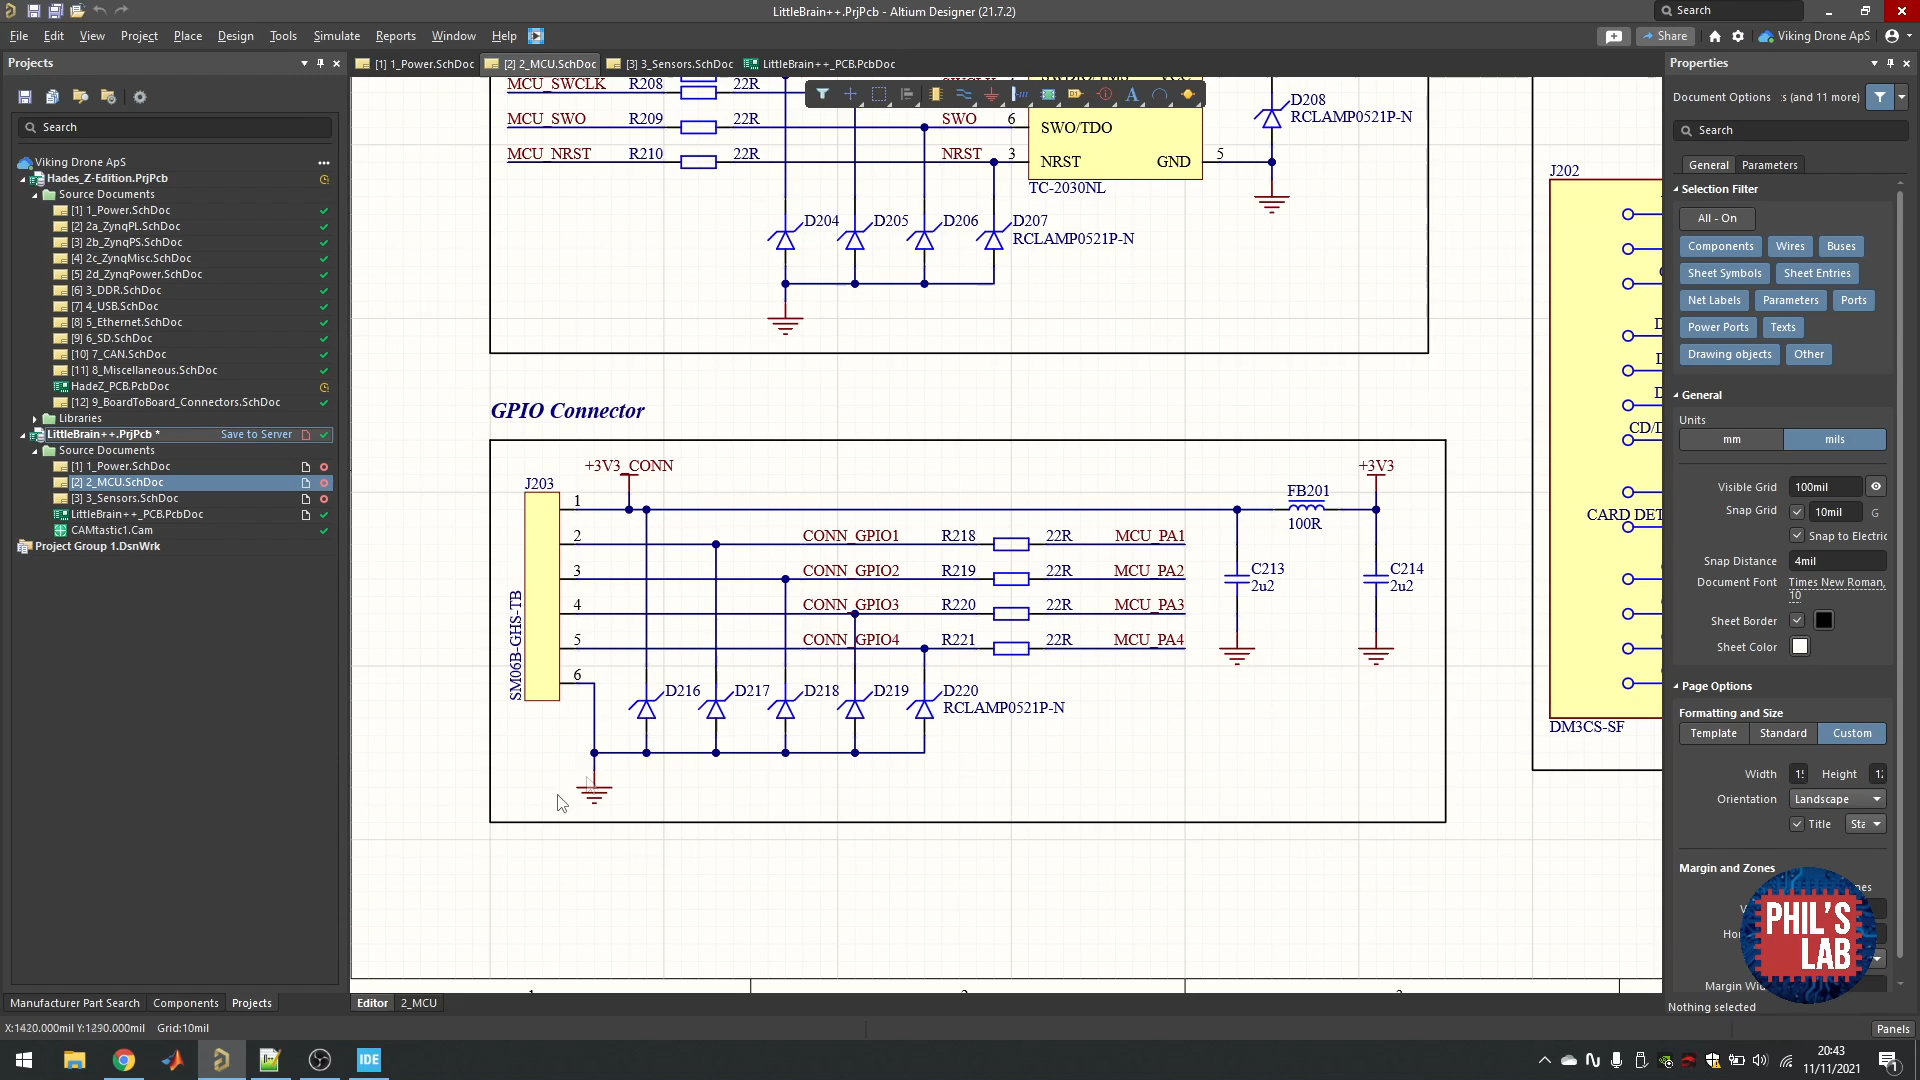 LittleBrain++.PrjPcb - Altium Designer (21.7.2)
Search
File Edit View Project Place Design Tools Simulate Reports Window Help
Share
Viking Drone ApS
Projects
[1] 1_Power.SchDoc
[2] 2_MCU.SchDoc
[3] 3_Sensors.SchDoc
LittleBrain++_PCB.PcbDoc
Properties
Document Options
(and 11 more)
Search
Search
Viking Drone ApS
Hades_Z-Edition.PrjPcb
Source Documents
[1] 1_Power.SchDoc
[2] 2a_ZynqPL.SchDoc
[3] 2b_ZynqPS.SchDoc
[4] 2c_ZynqMisc.SchDoc
[5] 2d_ZynqPower.SchDoc
[6] 3_DDR.SchDoc
[7] 4_USB.SchDoc
[8] 5_Ethernet.SchDoc
[9] 6_SD.SchDoc
[10] 7_CAN.SchDoc
[11] 8_Miscellaneous.SchDoc
HadeZ_PCB.PcbDoc
[12] 9_BoardToBoard_Connectors.SchDoc
Libraries
LittleBrain++.PrjPcb * Save to Server
Source Documents
[1] 1_Power.SchDoc
[2] 2_MCU.SchDoc
[3] 3_Sensors.SchDoc
LittleBrain++_PCB.PcbDoc
CAMtastic1.Cam
Project Group 1.DsnWrk
MCU_SWCLK R208 22R
MCU_SWO R209 22R SWO 6 SWO/TDO
MCU_NRST R210 22R NRST 3 NRST GND 5
TC-2030NL
D208
RCLAMP0521P-N
D204 D205 D206 D207
RCLAMP0521P-N
GPIO Connector
+3V3_CONN
+3V3
J203
1
FB201
100R
2 CONN_GPIO1 R218 22R MCU_PA1
3 CONN_GPIO2 R219 22R MCU_PA2
4 CONN_GPIO3 R220 22R MCU_PA3
5 CONN_GPIO4 R221 22R MCU_PA4
6
SM06B-GHS-TB
C213
2u2
C214
2u2
D216 D217 D218 D219 D220
RCLAMP0521P-N
J202
CARD DET
DM3CS-SF
General Parameters
Selection Filter
All - On
Components Wires Buses
Sheet Symbols Sheet Entries
Net Labels Parameters Ports
Power Ports Texts
Drawing objects Other
General
Units
mm mils
Visible Grid 100mil
Snap Grid 10mil G
Snap to Electric
Snap Distance 4mil
Document Font Times New Roman,
10
Sheet Border
Sheet Color
Page Options
Formatting and Size
Template Standard Custom
Width Height
Orientation Landscape
Title
Margin and Zones
PHIL'S
LAB
Nothing selected
Manufacturer Part Search Components Projects
Editor 2_MCU
X:1420.000mil Y:1290.000mil Grid:10mil
Panels
IDE
20:43
11/11/2021
1